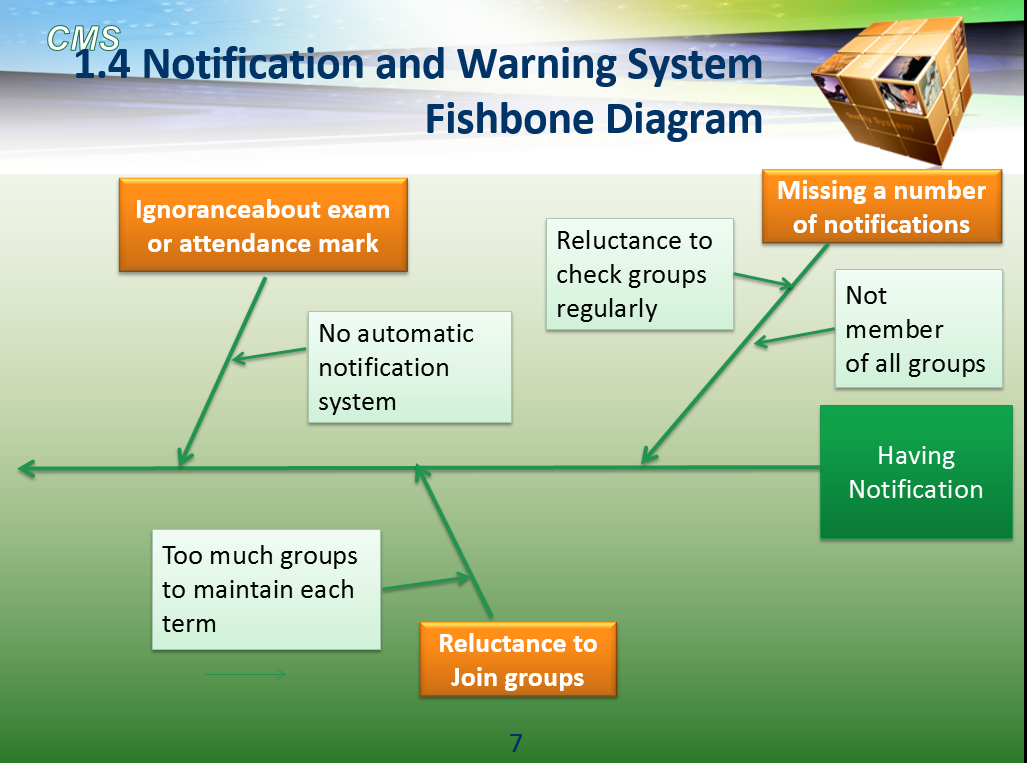 CMS
1.4 Notification and Warning System
Fishbone Diagram
Ignoranceabout exam
or attendance mark
Missing a number
of notifications
Reluctance to
check groups
regularly
Not
member
of all groups
No automatic
notification
system
Having
Notification
Too much groups
to maintain each
term
Reluctance to
Join groups
7